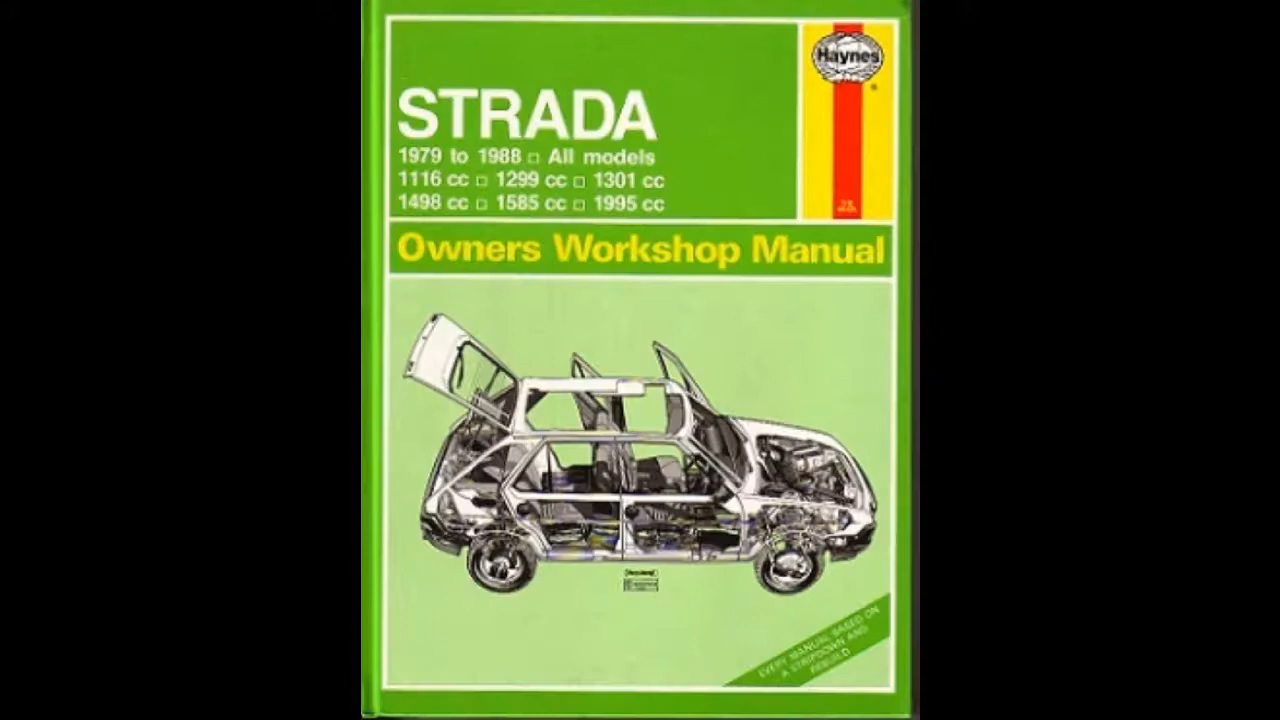 Haynes
STRADA
1979 to 1988 □ All models
1116 cc □ 1299 cc □ 1301 cc
1498 cc □ 1585 cc □ 1995 cc
Owners Workshop Manual
EVERY MANUAL BASED ON
A STRIPDOWN AND
REBUILD